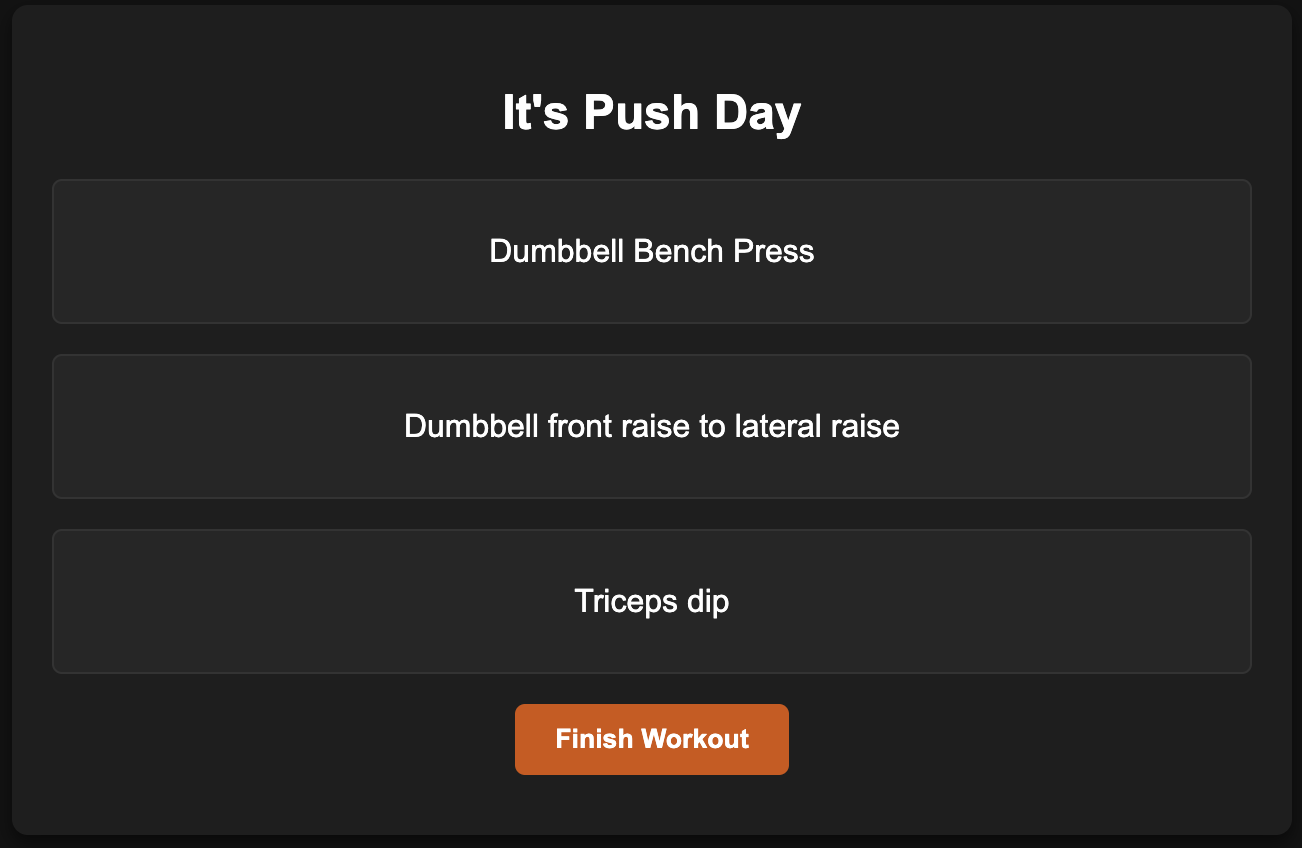 It's Push Day
Dumbbell Bench Press
Dumbbell front raise to lateral raise
Triceps dip
Finish Workout